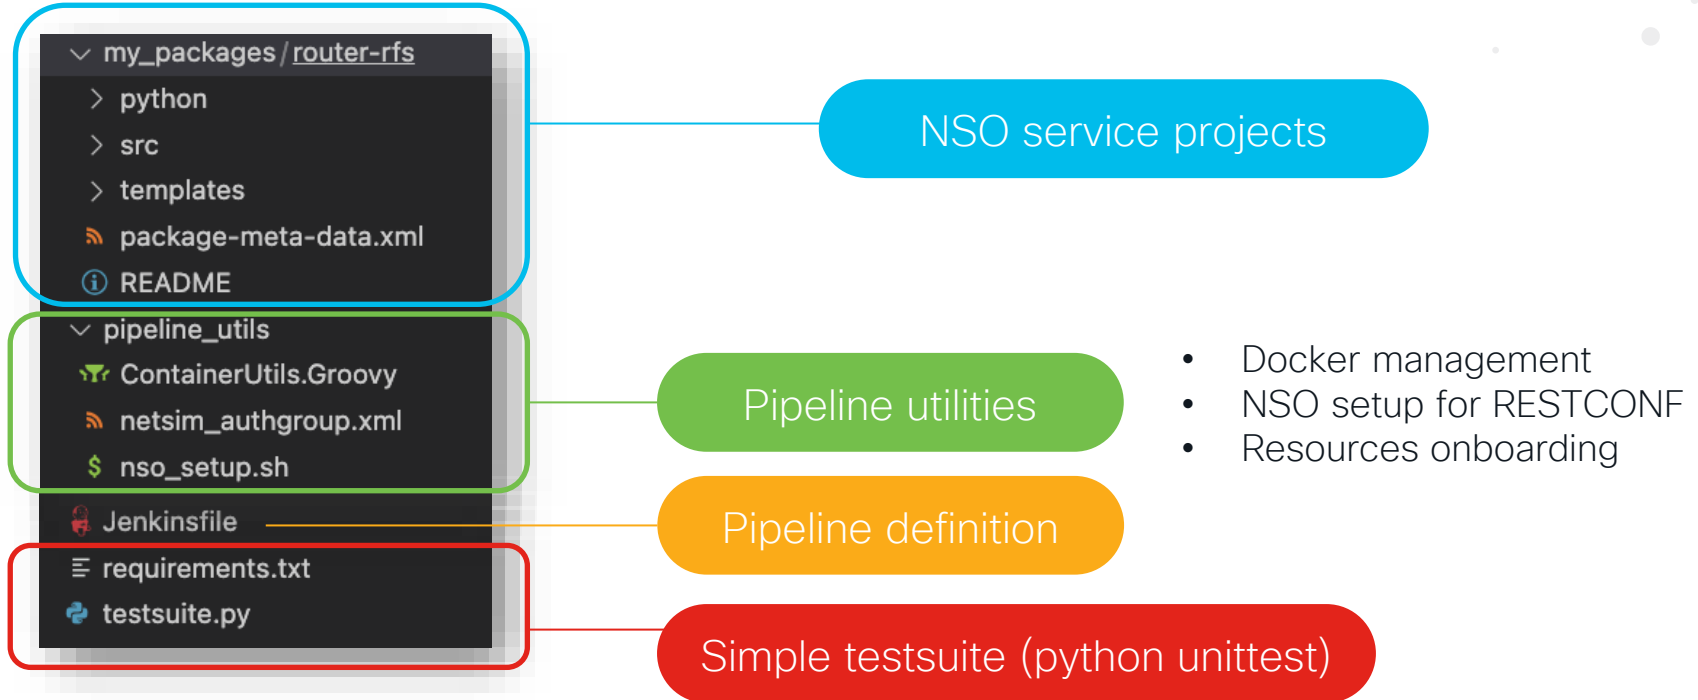 my_packages/router-rfs
python
src
templates
package-meta-data.xml
README
pipeline_utils
ContainerUtils.Groovy
netsim_authgroup.xml
$ nso_setup.sh
Jenkinsfile
requirements.txt
testsuite.py
NSO service projects
Pipeline utilities
• Docker management
• NSO setup for RESTCONF
• Resources onboarding
Pipeline definition
Simple testsuite (python unittest)